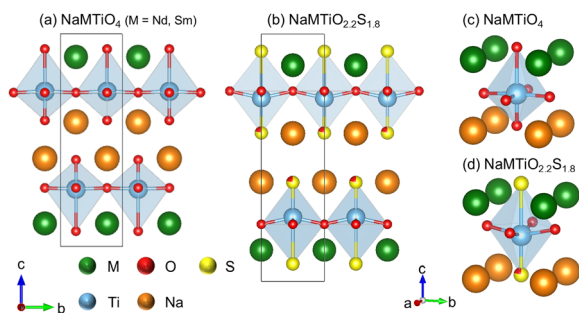 (a) NaMTiO₄ (M = Nd, Sm)
(b) NaMTiO₂.₂S₁.₈
(c) NaMTiO₄
(d) NaMTiO₂.₂S₁.₈
M O S
Ti Na
c
b
c
a b